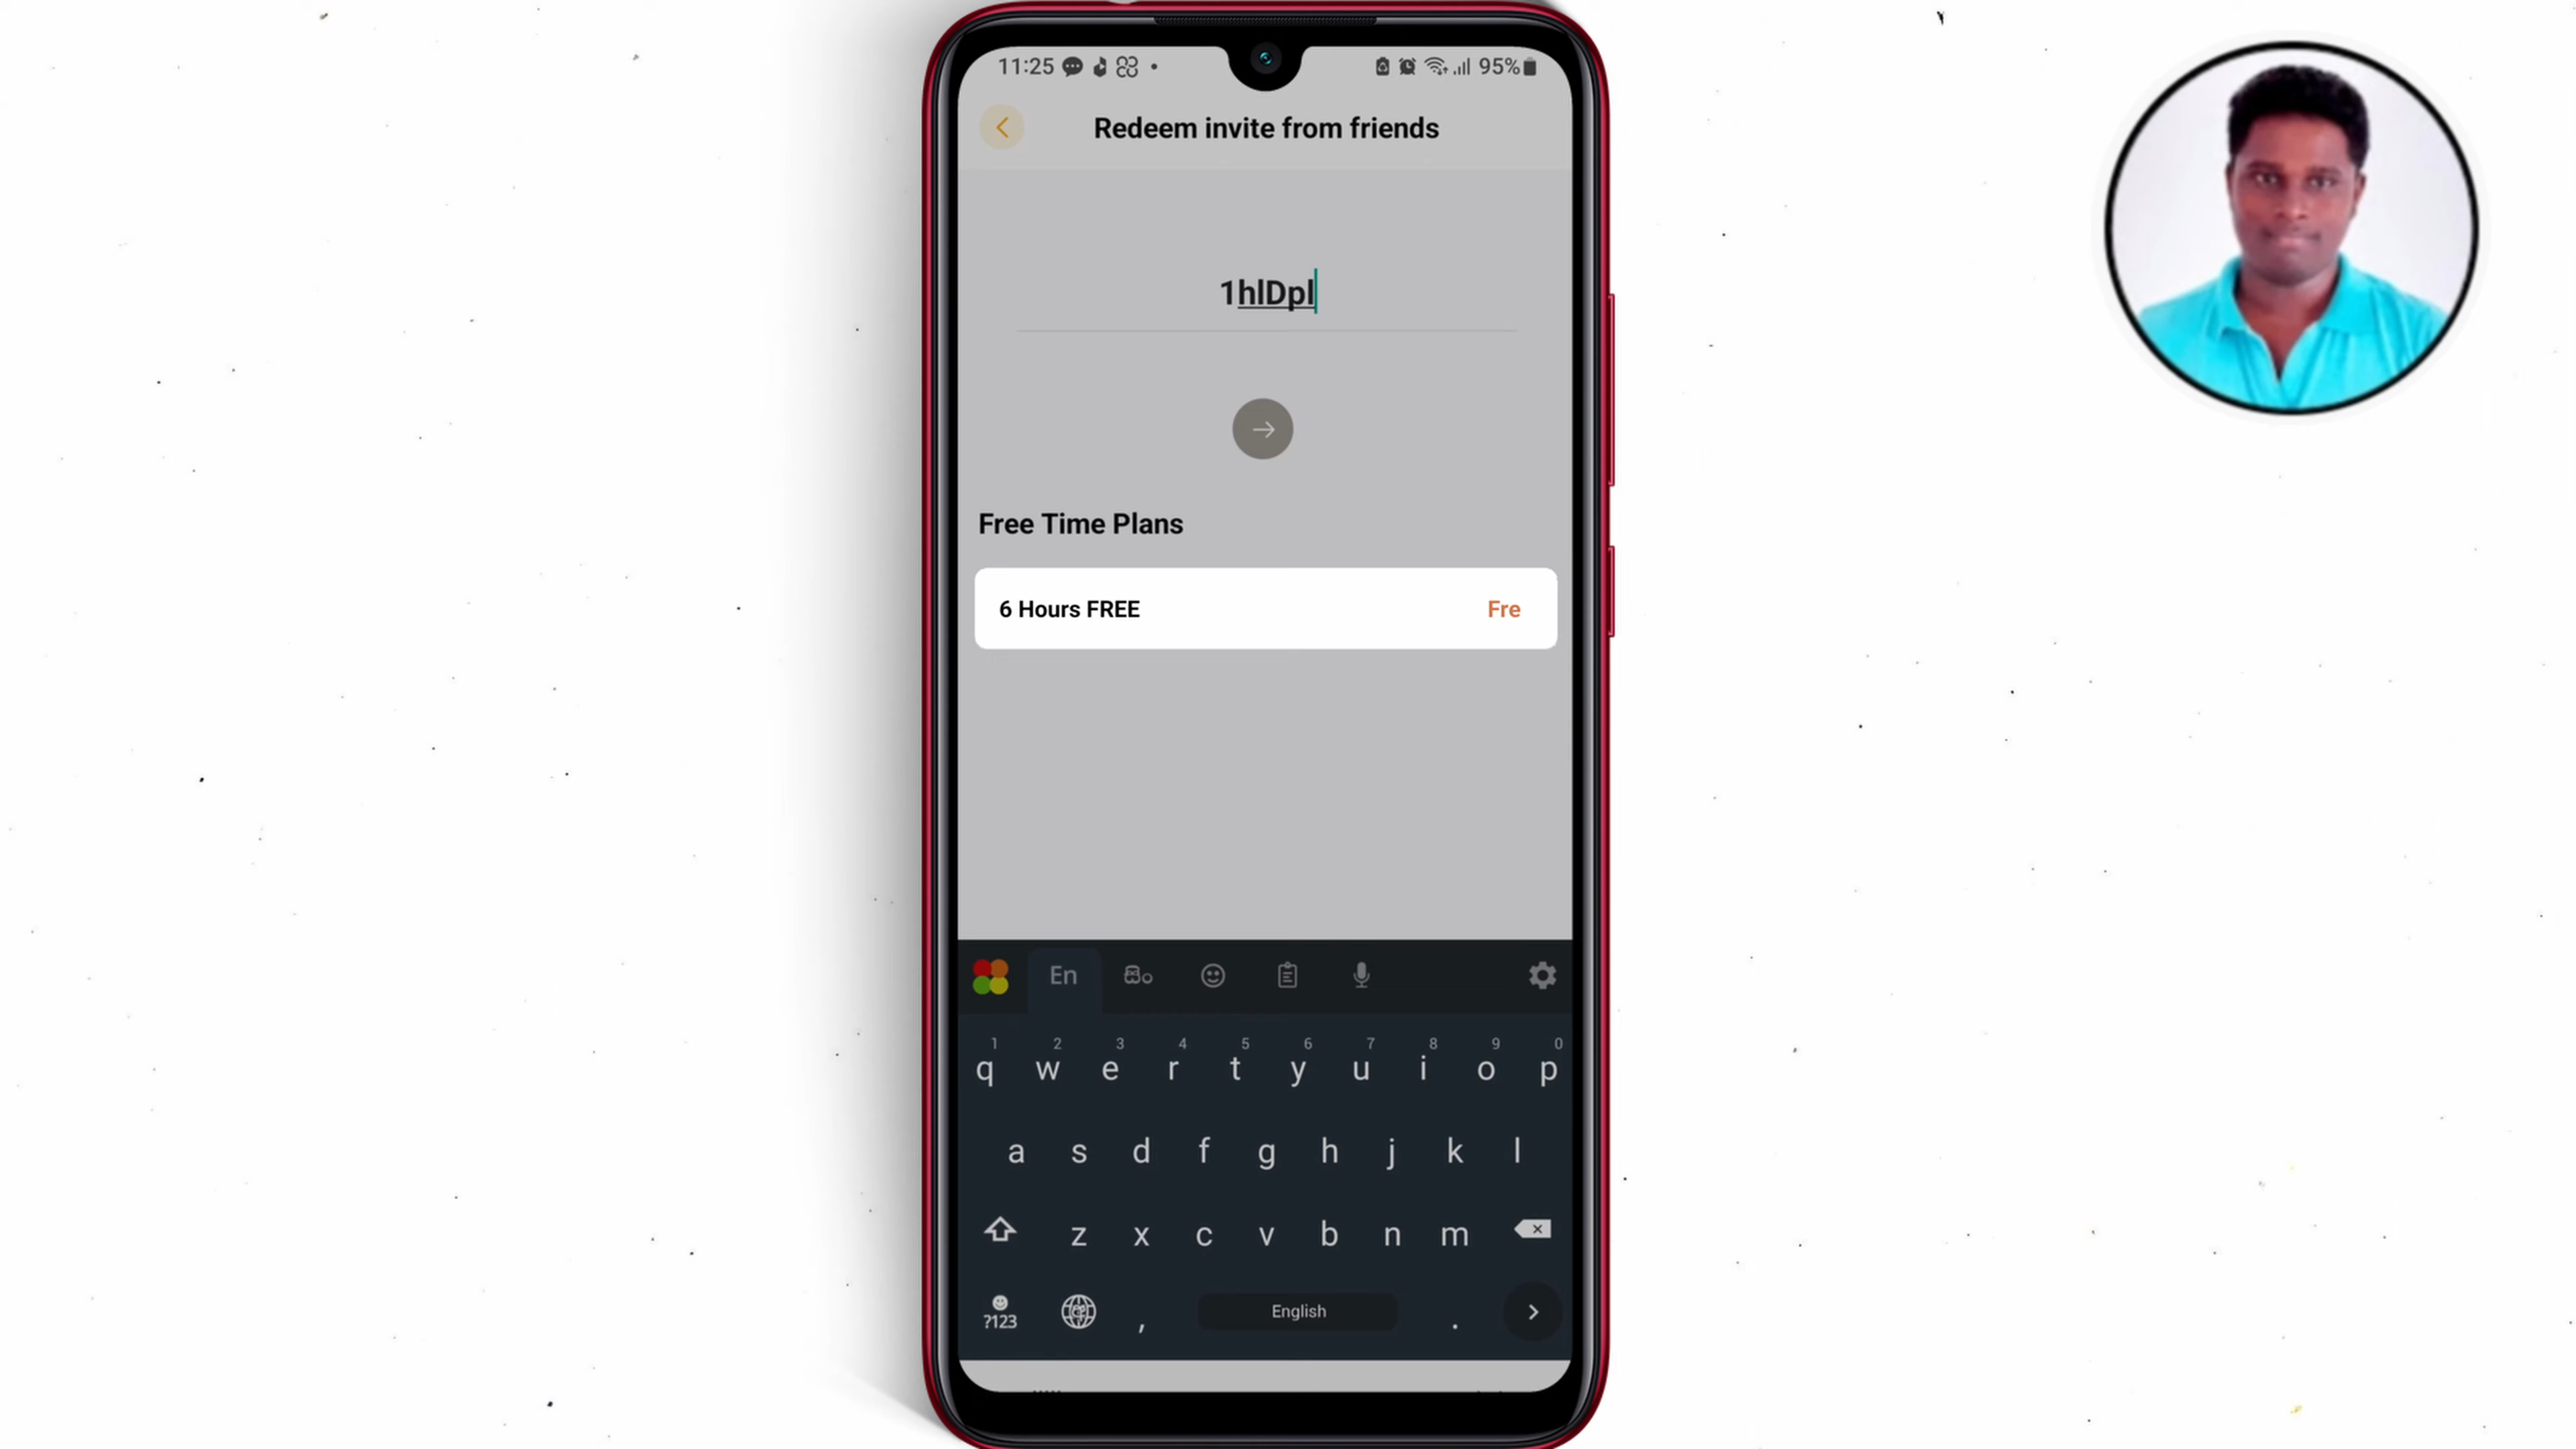 11:25
95%
Redeem invite from friends
1hlDpl
Free Time Plans
6 Hours FREE Fre
En
1 2 3 4 5 6 7 8 9 0
q w e r t y u i o p
a s d f g h j k l
z x c v b n m
?123 , English .